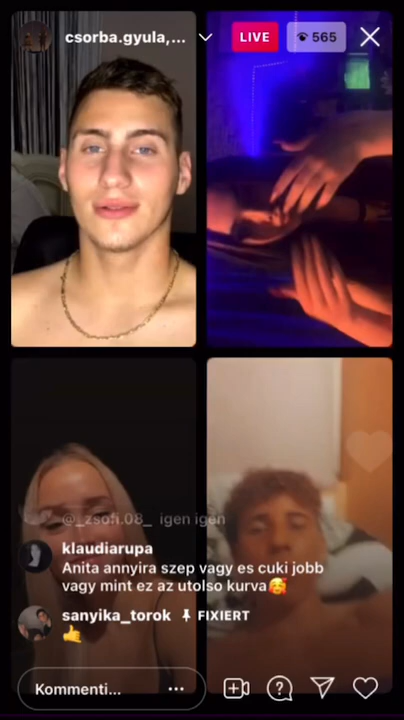 csorba.gyula,...
LIVE
565
@_zsofi.08_ igen igen
klaudiarupa
Anita annyira szep vagy es cuki jobb
vagy mint ez az utolso kurva🥰
sanyika_torok FIXIERT
🤙
Kommenti...